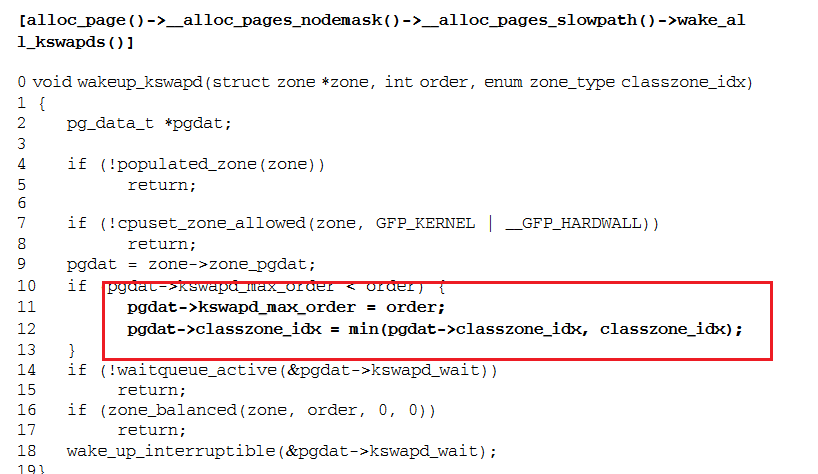 [alloc_page()->__alloc_pages_nodemask()->__alloc_pages_slowpath()->wake_al
l_kswapds()]
0 void wakeup_kswapd(struct zone *zone, int order, enum zone_type classzone_idx)
1 {
2 pg_data_t *pgdat;
3
4 if (!populated_zone(zone))
5 return;
6
7 if (!cpuset_zone_allowed(zone, GFP_KERNEL | __GFP_HARDWALL))
8 return;
9 pgdat = zone->zone_pgdat;
10 if (pgdat->kswapd_max_order < order) {
11 pgdat->kswapd_max_order = order;
12 pgdat->classzone_idx = min(pgdat->classzone_idx, classzone_idx);
13 }
14 if (!waitqueue_active(&pgdat->kswapd_wait))
15 return;
16 if (zone_balanced(zone, order, 0, 0))
17 return;
18 wake_up_interruptible(&pgdat->kswapd_wait);
19}